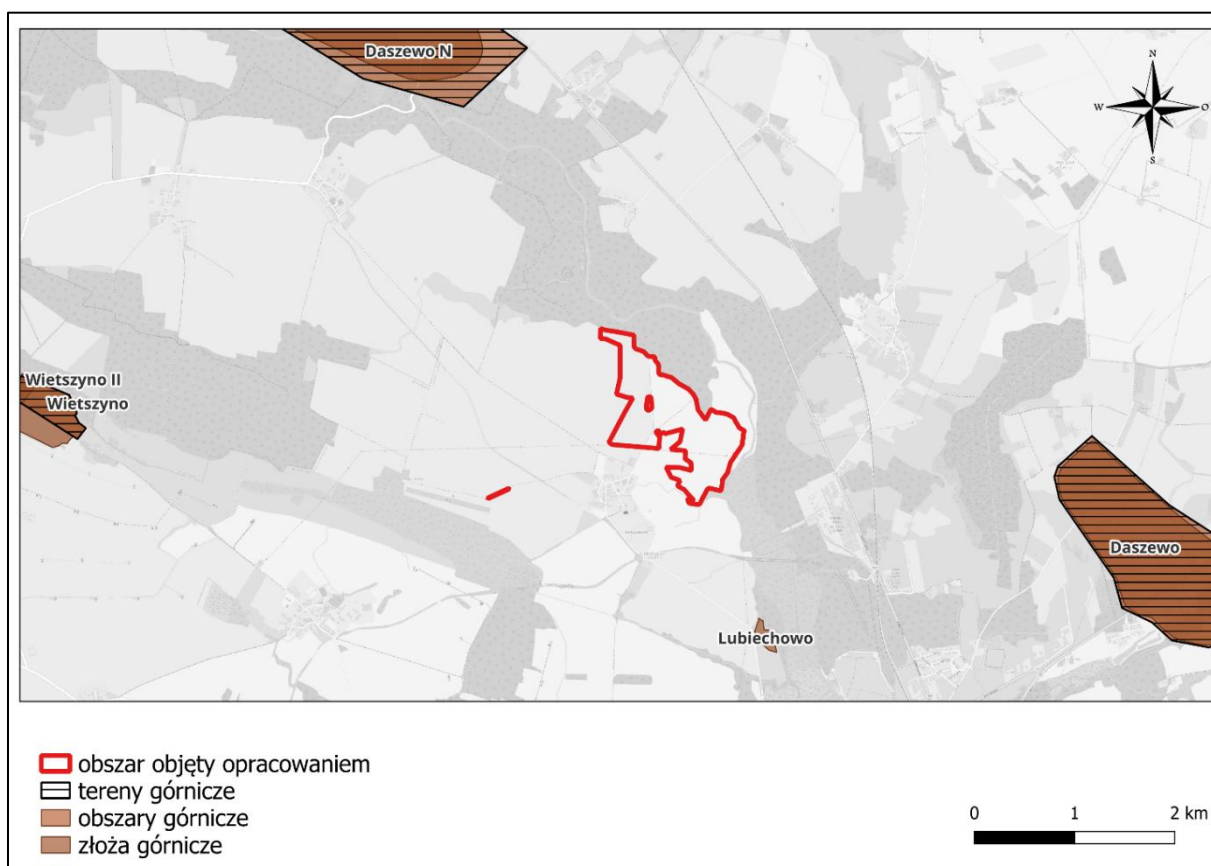 Daszewo N
N
W
O
S
Wietszyno II
Wietszyno
Daszewo
Lubiechowo
obszar objęty opracowaniem
tereny górnicze
obszary górnicze
złoża górnicze
0 1 2 km